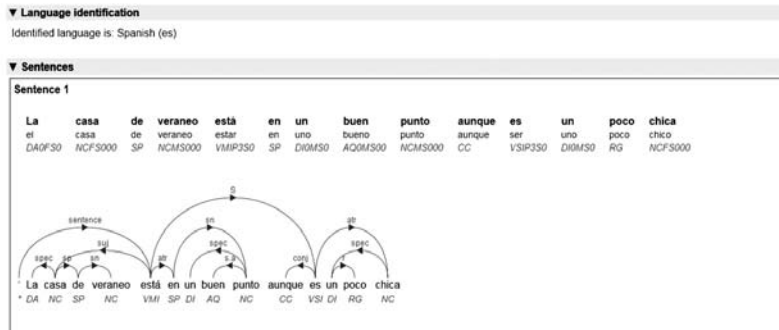 ▼ Language identification
Identified language is: Spanish (es)
▼ Sentences
Sentence 1
La casa de veraneo está en un buen punto aunque es un poco chica
el casa de veraneo estar en uno bueno punto aunque ser uno poco chico
DA0FS0 NCFS000 SP NCMS000 VMIP3S0 SP DI0MS0 AQ0MS00 NCMS000 CC VSIP3S0 DI0MS0 RG NCFS000
S
sentence sn atr
suj spec spec
spec sp sn atr s.a conj r
* La casa de veraneo está en un buen punto aunque es un poco chica
* DA NC SP NC VMI SP DI AQ NC CC VSI DI RG NC